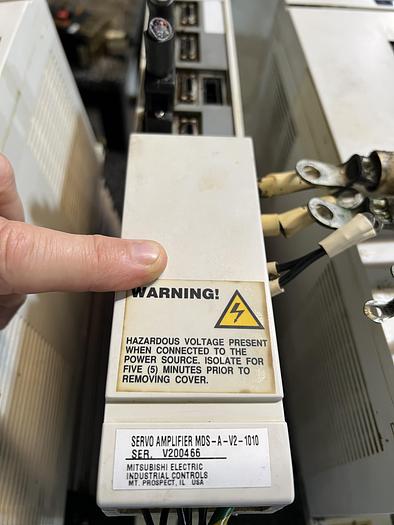 WARNING!
HAZARDOUS VOLTAGE PRESENT
WHEN CONNECTED TO THE
POWER SOURCE. ISOLATE FOR
FIVE (5) MINUTES PRIOR TO
REMOVING COVER.
SERVO AMPLIFIER MDS-A-V2-1010
SER. V200466
MITSUBISHI ELECTRIC
INDUSTRIAL CONTROLS
MT. PROSPECT, IL USA